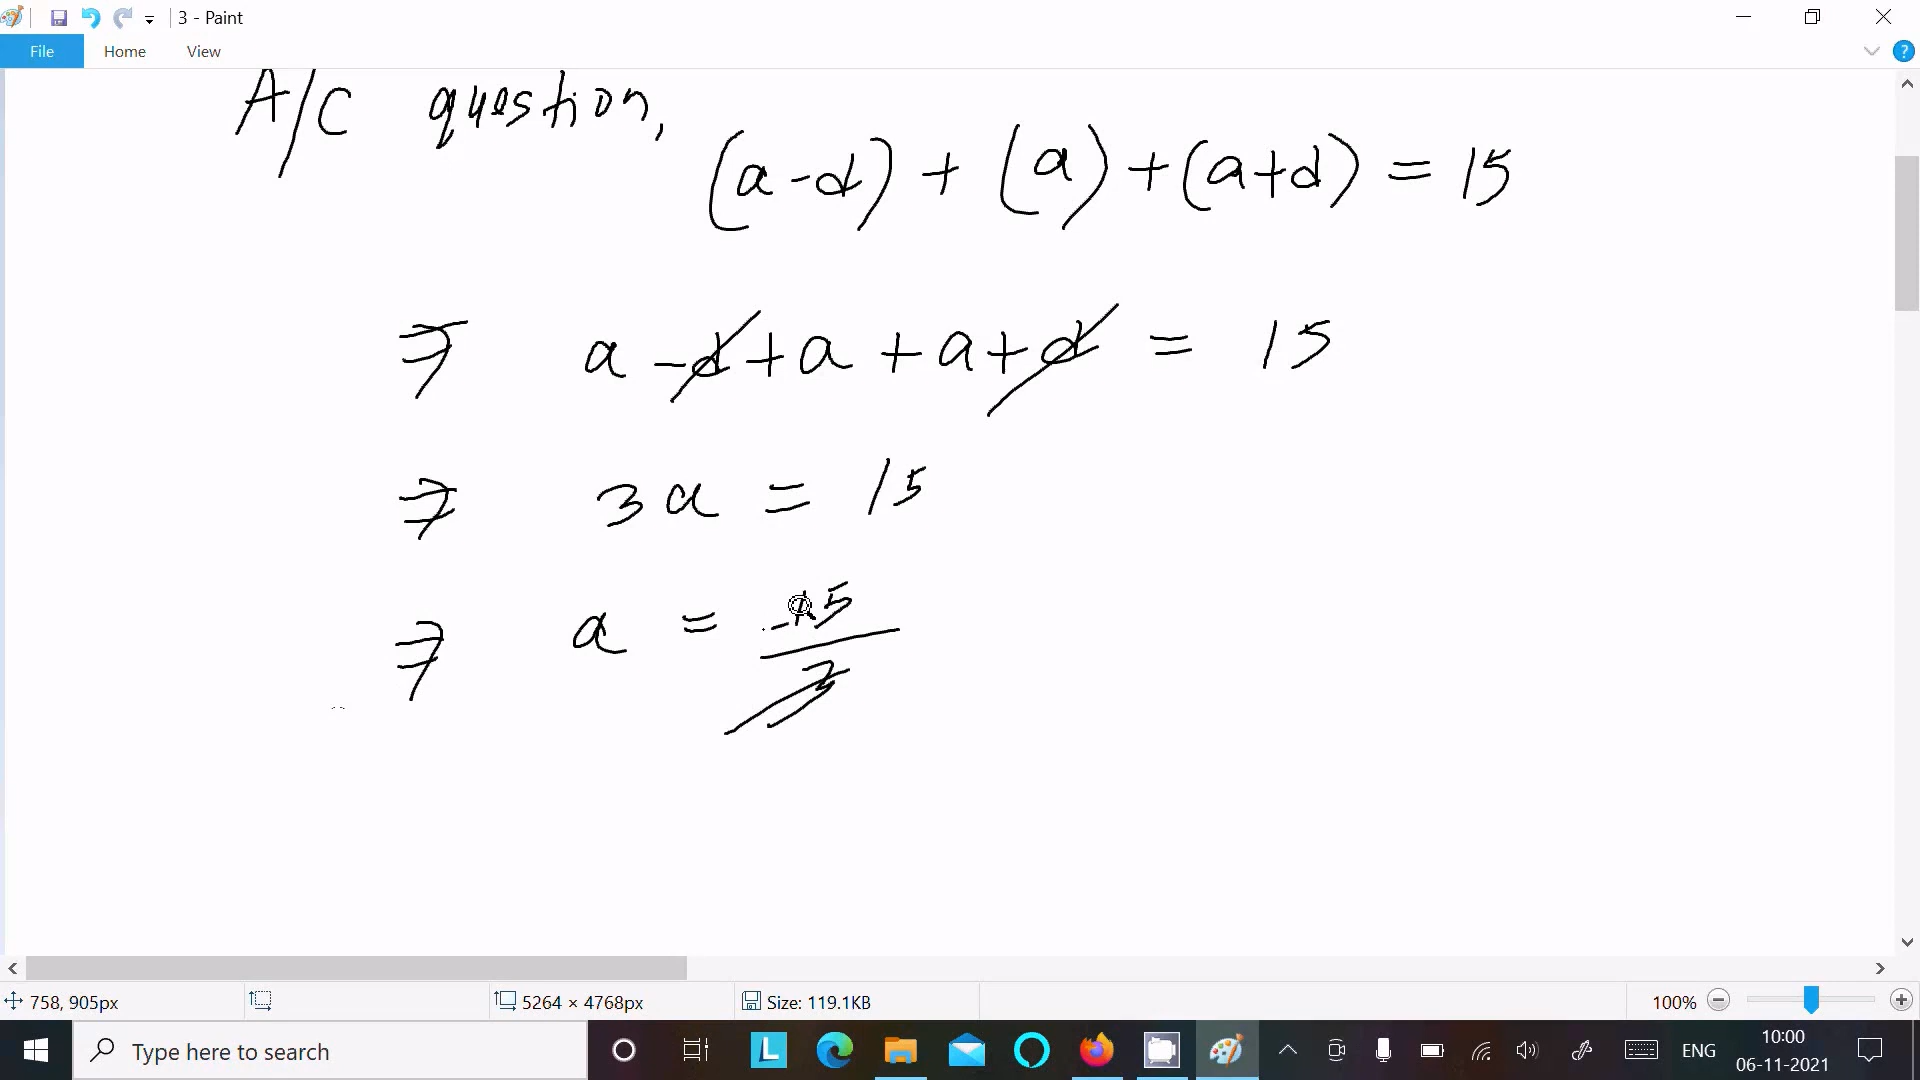 3 - Paint
File Home View
A/C question,
(a-d) + (a) + (a+d) = 15
⇒ a - d + a + a + d = 15
⇒ 3a = 15
⇒ a = 15/3
758, 905px 5264 × 4768px Size: 119.1KB 100%
Type here to search L ENG 10:00
06-11-2021